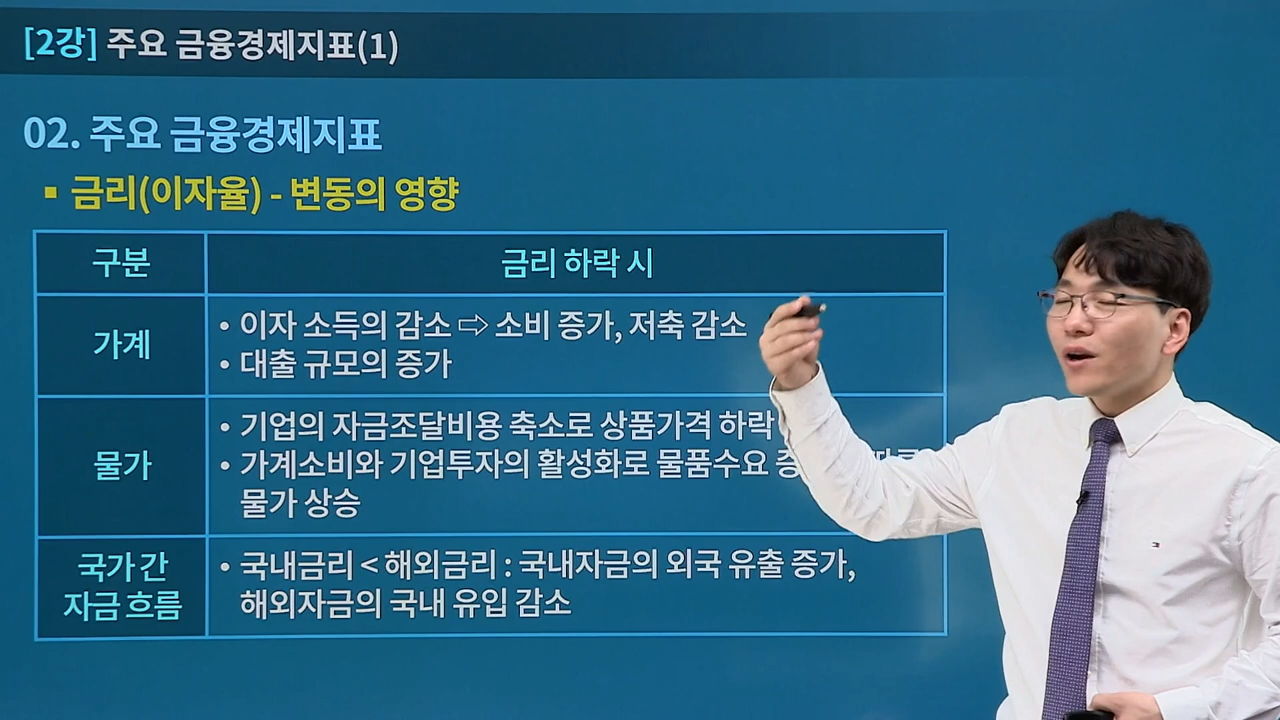 [2강] 주요 금융경제지표(1)
02. 주요 금융경제지표
▪ 금리(이자율) - 변동의 영향
구분
금리 하락 시
가계
• 이자 소득의 감소 ⇨ 소비 증가, 저축 감소
• 대출 규모의 증가
물가
• 기업의 자금조달비용 축소로 상품가격 하락
• 가계소비와 기업투자의 활성화로 물품수요
물가 상승
국가 간
자금 흐름
• 국내금리 < 해외금리 : 국내자금의 외국 유출 증가,
해외자금의 국내 유입 감소